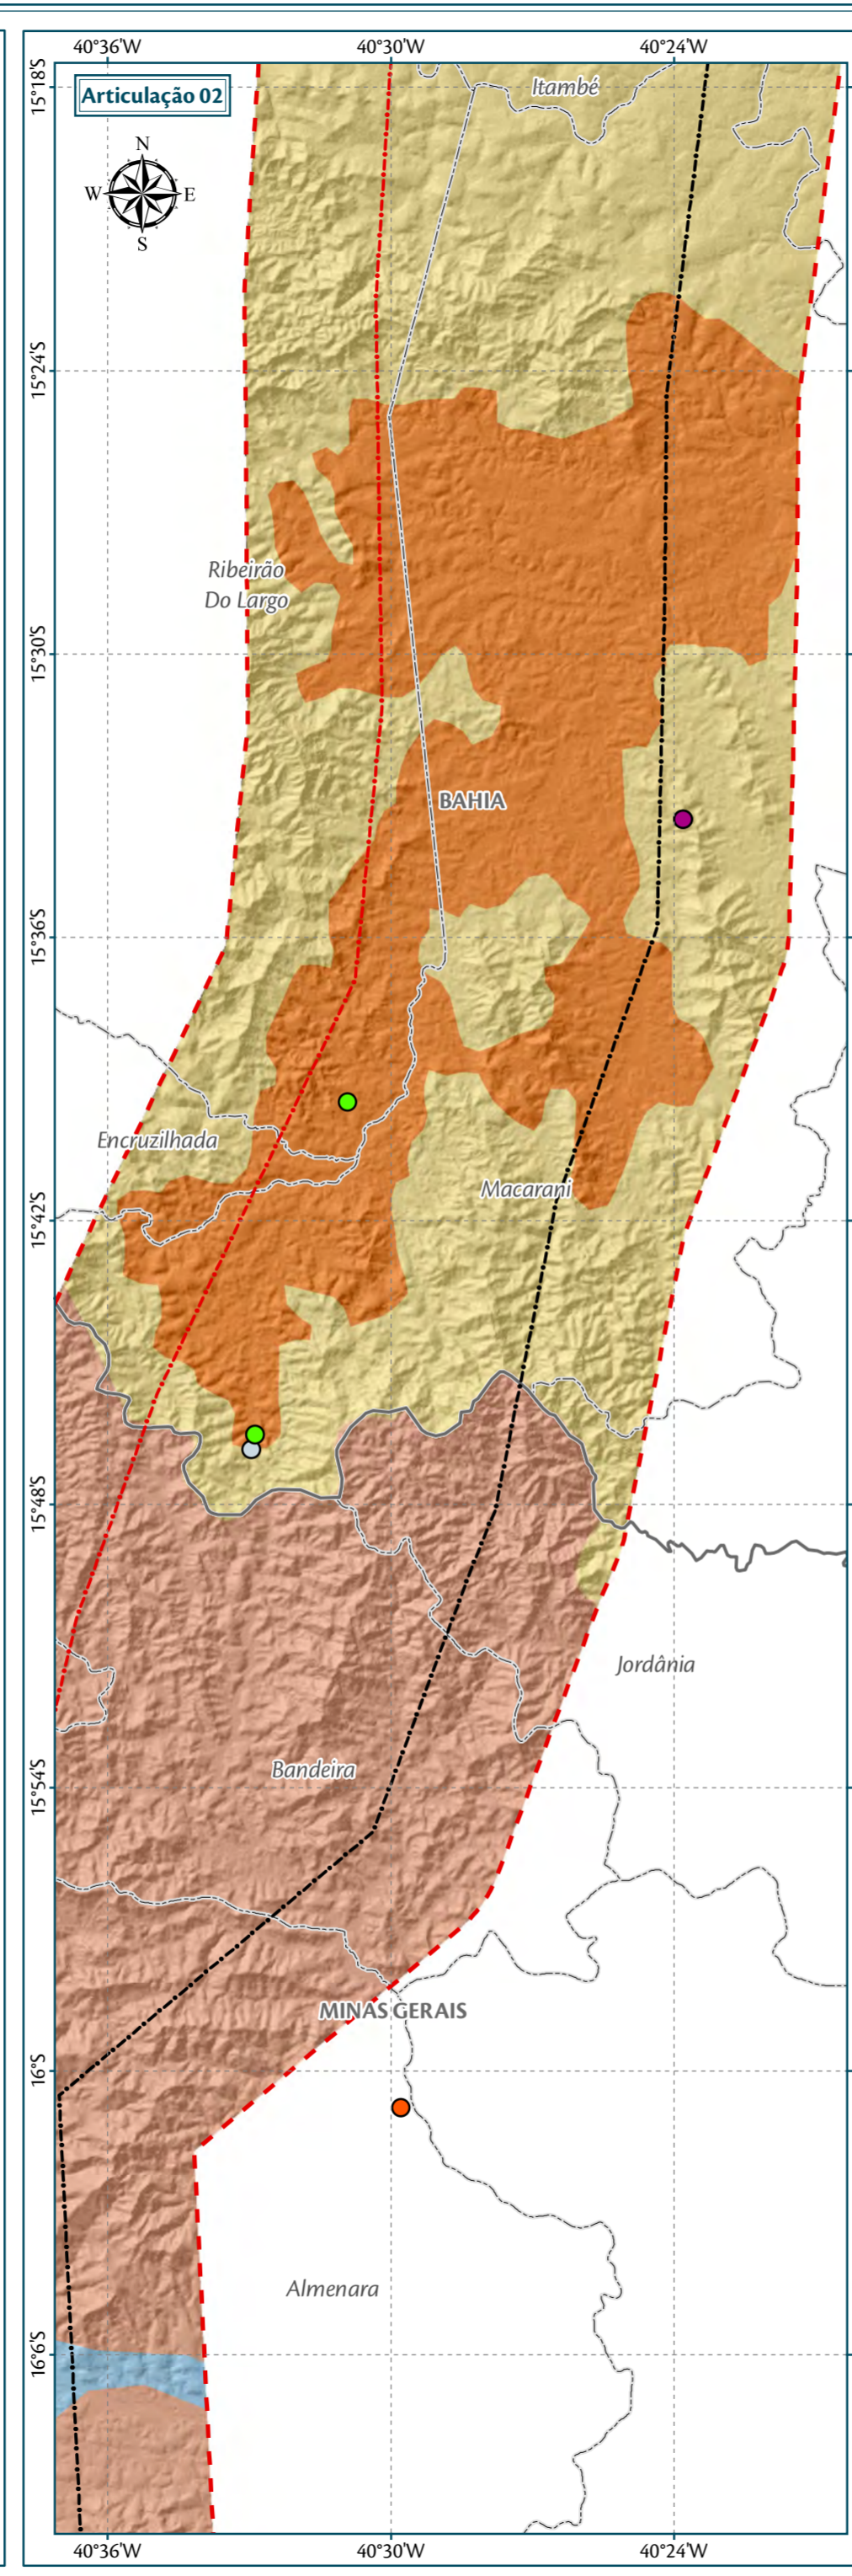 40°36'W 40°30'W 40°24'W
15°18'S
Articulação 02
Itambé
N
W E
S
15°24'S
Ribeirão
Do Largo
15°30'S
BAHIA
15°36'S
Encruzilhada
Macarani
15°42'S
15°48'S
Jordânia
Bandeira
15°54'S
MINAS GERAIS
16°S
Almenara
16°6'S
40°36'W 40°30'W 40°24'W